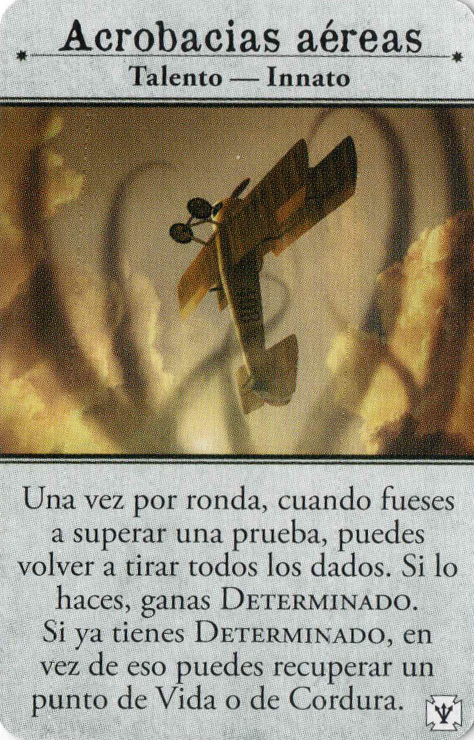 Acrobacias aéreas
Talento — Innato
Una vez por ronda, cuando fueses
a superar una prueba, puedes
volver a tirar todos los dados. Si lo
haces, ganas DETERMINADO.
Si ya tienes DETERMINADO, en
vez de eso puedes recuperar un
punto de Vida o de Cordura.